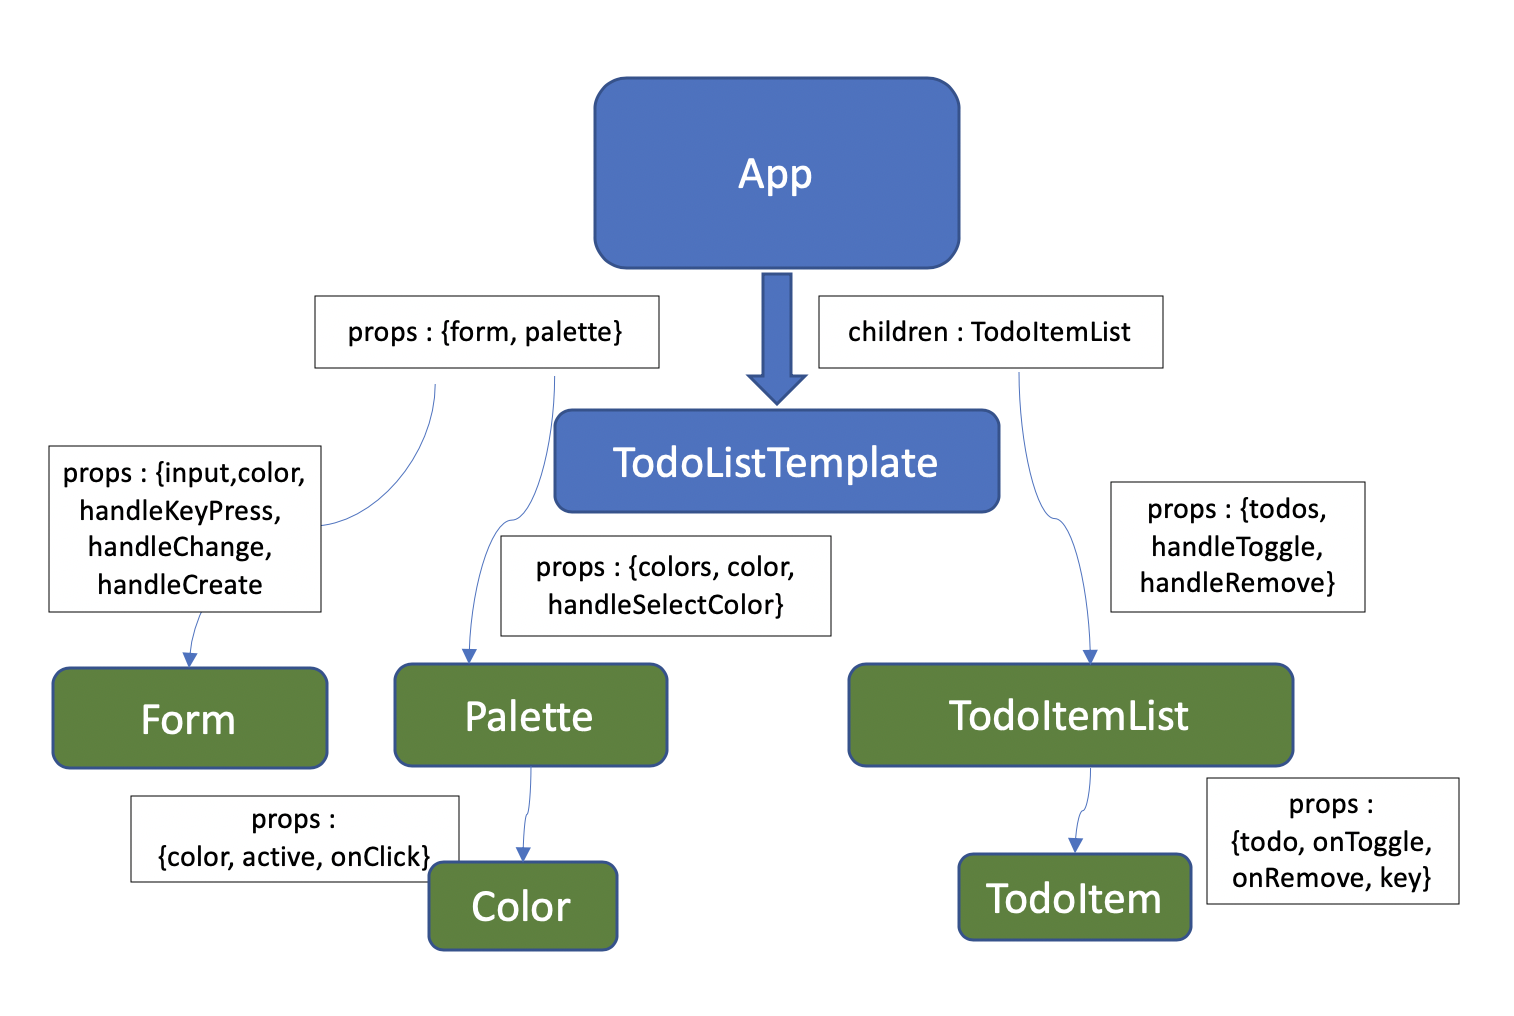 App
props : {form, palette}
children : TodoItemList
TodoListTemplate
props : {input,color,
handleKeyPress,
handleChange,
handleCreate
props : {colors, color,
handleSelectColor}
props : {todos,
handleToggle,
handleRemove}
Form
Palette
TodoItemList
props :
{color, active, onClick}
props :
{todo, onToggle,
onRemove, key}
Color
TodoItem